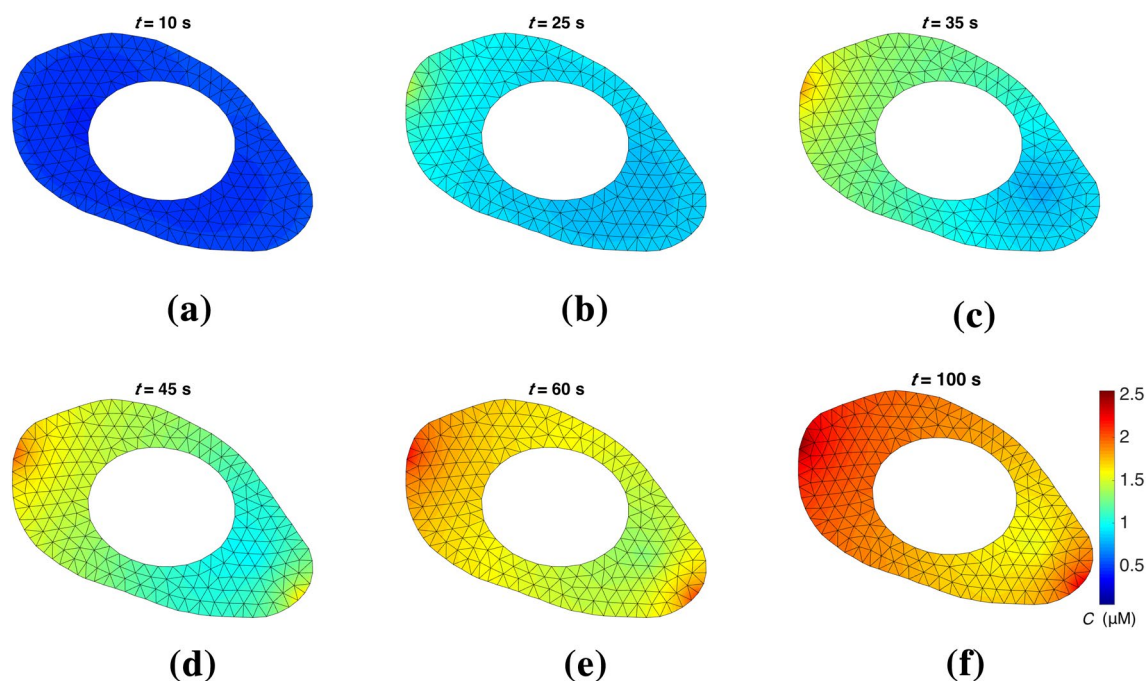 t = 10 s
t = 25 s
t = 35 s
(a)
(b)
(c)
t = 45 s
t = 60 s
t = 100 s
2.5
2
1.5
1
0.5
C (μM)
(d)
(e)
(f)